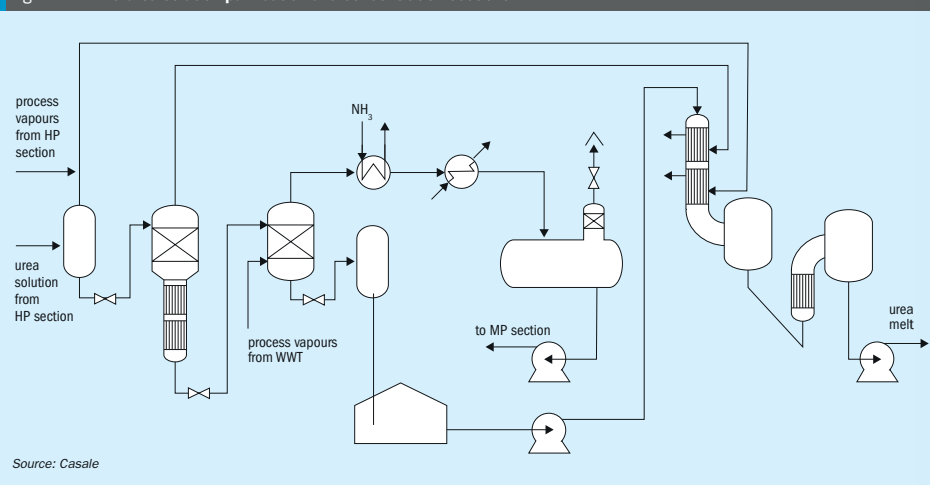 process
vapours
from HP
section
urea
solution
from
HP section
NH3
process vapours
from WWT
to MP section
urea
melt
Source: Casale